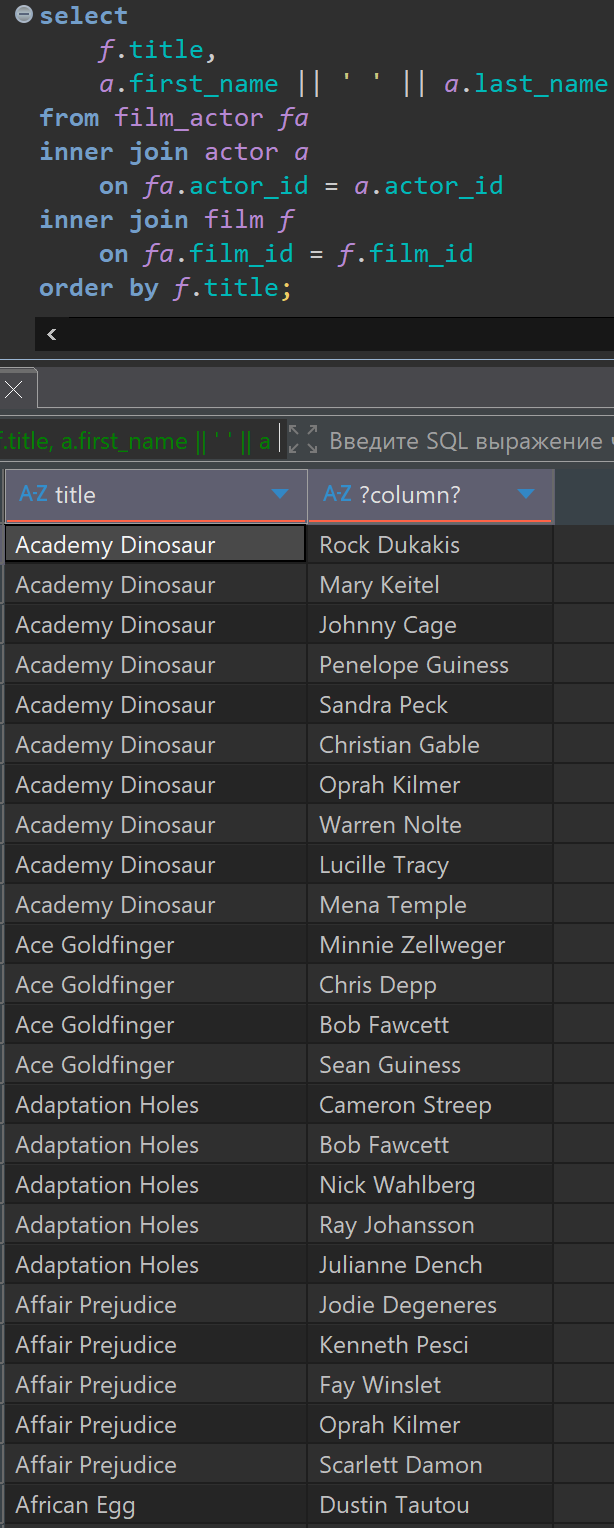 select
f.title,
a.first_name || ' ' || a.last_name
from film_actor fa
inner join actor a
on fa.actor_id = a.actor_id
inner join film f
on fa.film_id = f.film_id
order by f.title;
f.title, a.first_name || ' ' || a Введите SQL выражение ч
A-Z title A-Z ?column?
Academy Dinosaur Rock Dukakis
Academy Dinosaur Mary Keitel
Academy Dinosaur Johnny Cage
Academy Dinosaur Penelope Guiness
Academy Dinosaur Sandra Peck
Academy Dinosaur Christian Gable
Academy Dinosaur Oprah Kilmer
Academy Dinosaur Warren Nolte
Academy Dinosaur Lucille Tracy
Academy Dinosaur Mena Temple
Ace Goldfinger Minnie Zellweger
Ace Goldfinger Chris Depp
Ace Goldfinger Bob Fawcett
Ace Goldfinger Sean Guiness
Adaptation Holes Cameron Streep
Adaptation Holes Bob Fawcett
Adaptation Holes Nick Wahlberg
Adaptation Holes Ray Johansson
Adaptation Holes Julianne Dench
Affair Prejudice Jodie Degeneres
Affair Prejudice Kenneth Pesci
Affair Prejudice Fay Winslet
Affair Prejudice Oprah Kilmer
Affair Prejudice Scarlett Damon
African Egg Dustin Tautou